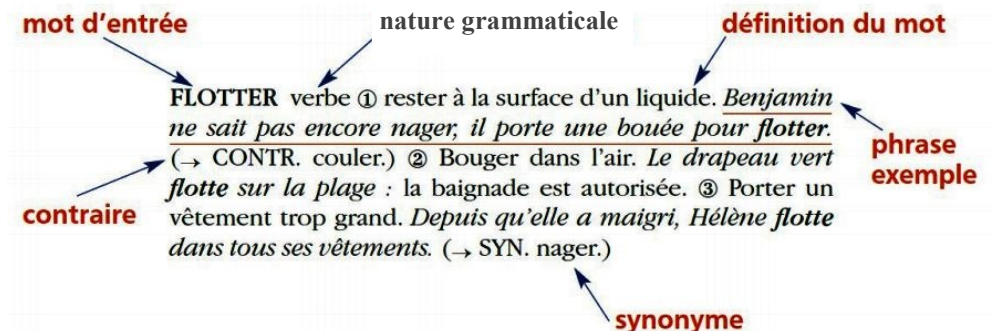 mot d'entrée
nature grammaticale
définition du mot
FLOTTER verbe ① rester à la surface d'un liquide. Benjamin
ne sait pas encore nager, il porte une bouée pour flotter.
(→ CONTR. couler.) ② Bouger dans l'air. Le drapeau vert
flotte sur la plage : la baignade est autorisée. ③ Porter un
vêtement trop grand. Depuis qu'elle a maigri, Hélène flotte
dans tous ses vêtements. (→ SYN. nager.)
phrase
exemple
contraire
synonyme